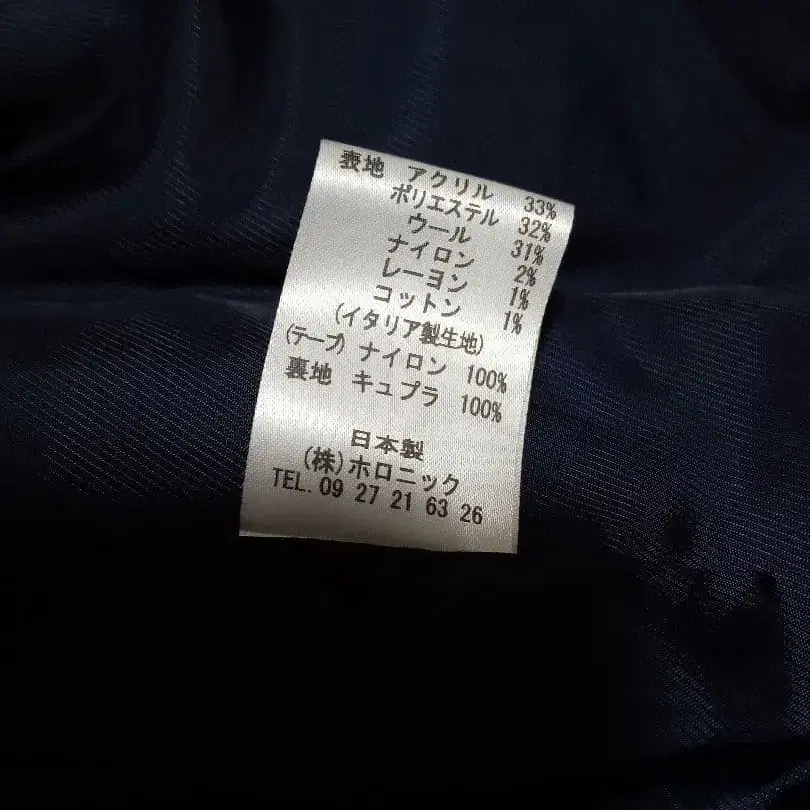 表地 アクリル 33%
ポリエステル 32%
ウール 31%
ナイロン 2%
レーヨン 1%
コットン 1%
(イタリア製生地)
(テープ) ナイロン 100%
裏地 キュプラ 100%
日本製
(株)ホロニック
TEL. 09 27 21 63 26